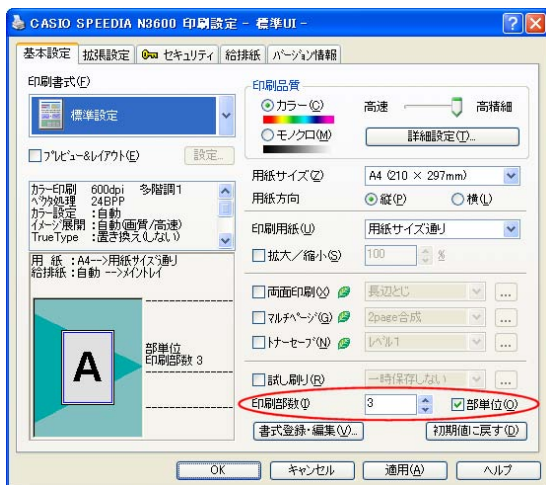 CASIO SPEEDIA N3600 印刷設定 - 標準UI -
基本設定 拡張設定 セキュリティ 給排紙 バージョン情報
印刷書式(F)
標準設定
プレビュー&レイアウト(E) 設定...
カラー印刷 600dpi 多階調1
ベクタ処理 24BPP
カラー設定 :自動
イメージ展開 :自動(画質/高速)
TrueType :置き換え(しない)
用 紙 :A4-->用紙サイズ通り
給排紙 :自動 -->メイントレイ
A
部単位
印刷部数 3
印刷品質
カラー(C) 高速 高精細
モノクロ(M) 詳細設定(T)...
用紙サイズ(Z) A4 (210 × 297mm)
用紙方向 縦(P) 横(L)
印刷用紙(U) 用紙サイズ通り
拡大/縮小(S) 100 %
両面印刷(X) 長辺とじ ...
マルチページ(G) 2page合成 ...
トナーセーブ(N) レベル1 ...
試し刷り(R) 一時保存しない ...
印刷部数(I) 3 部単位(O)
書式登録・編集(V)... 初期値に戻す(D)
OK キャンセル 適用(A) ヘルプ